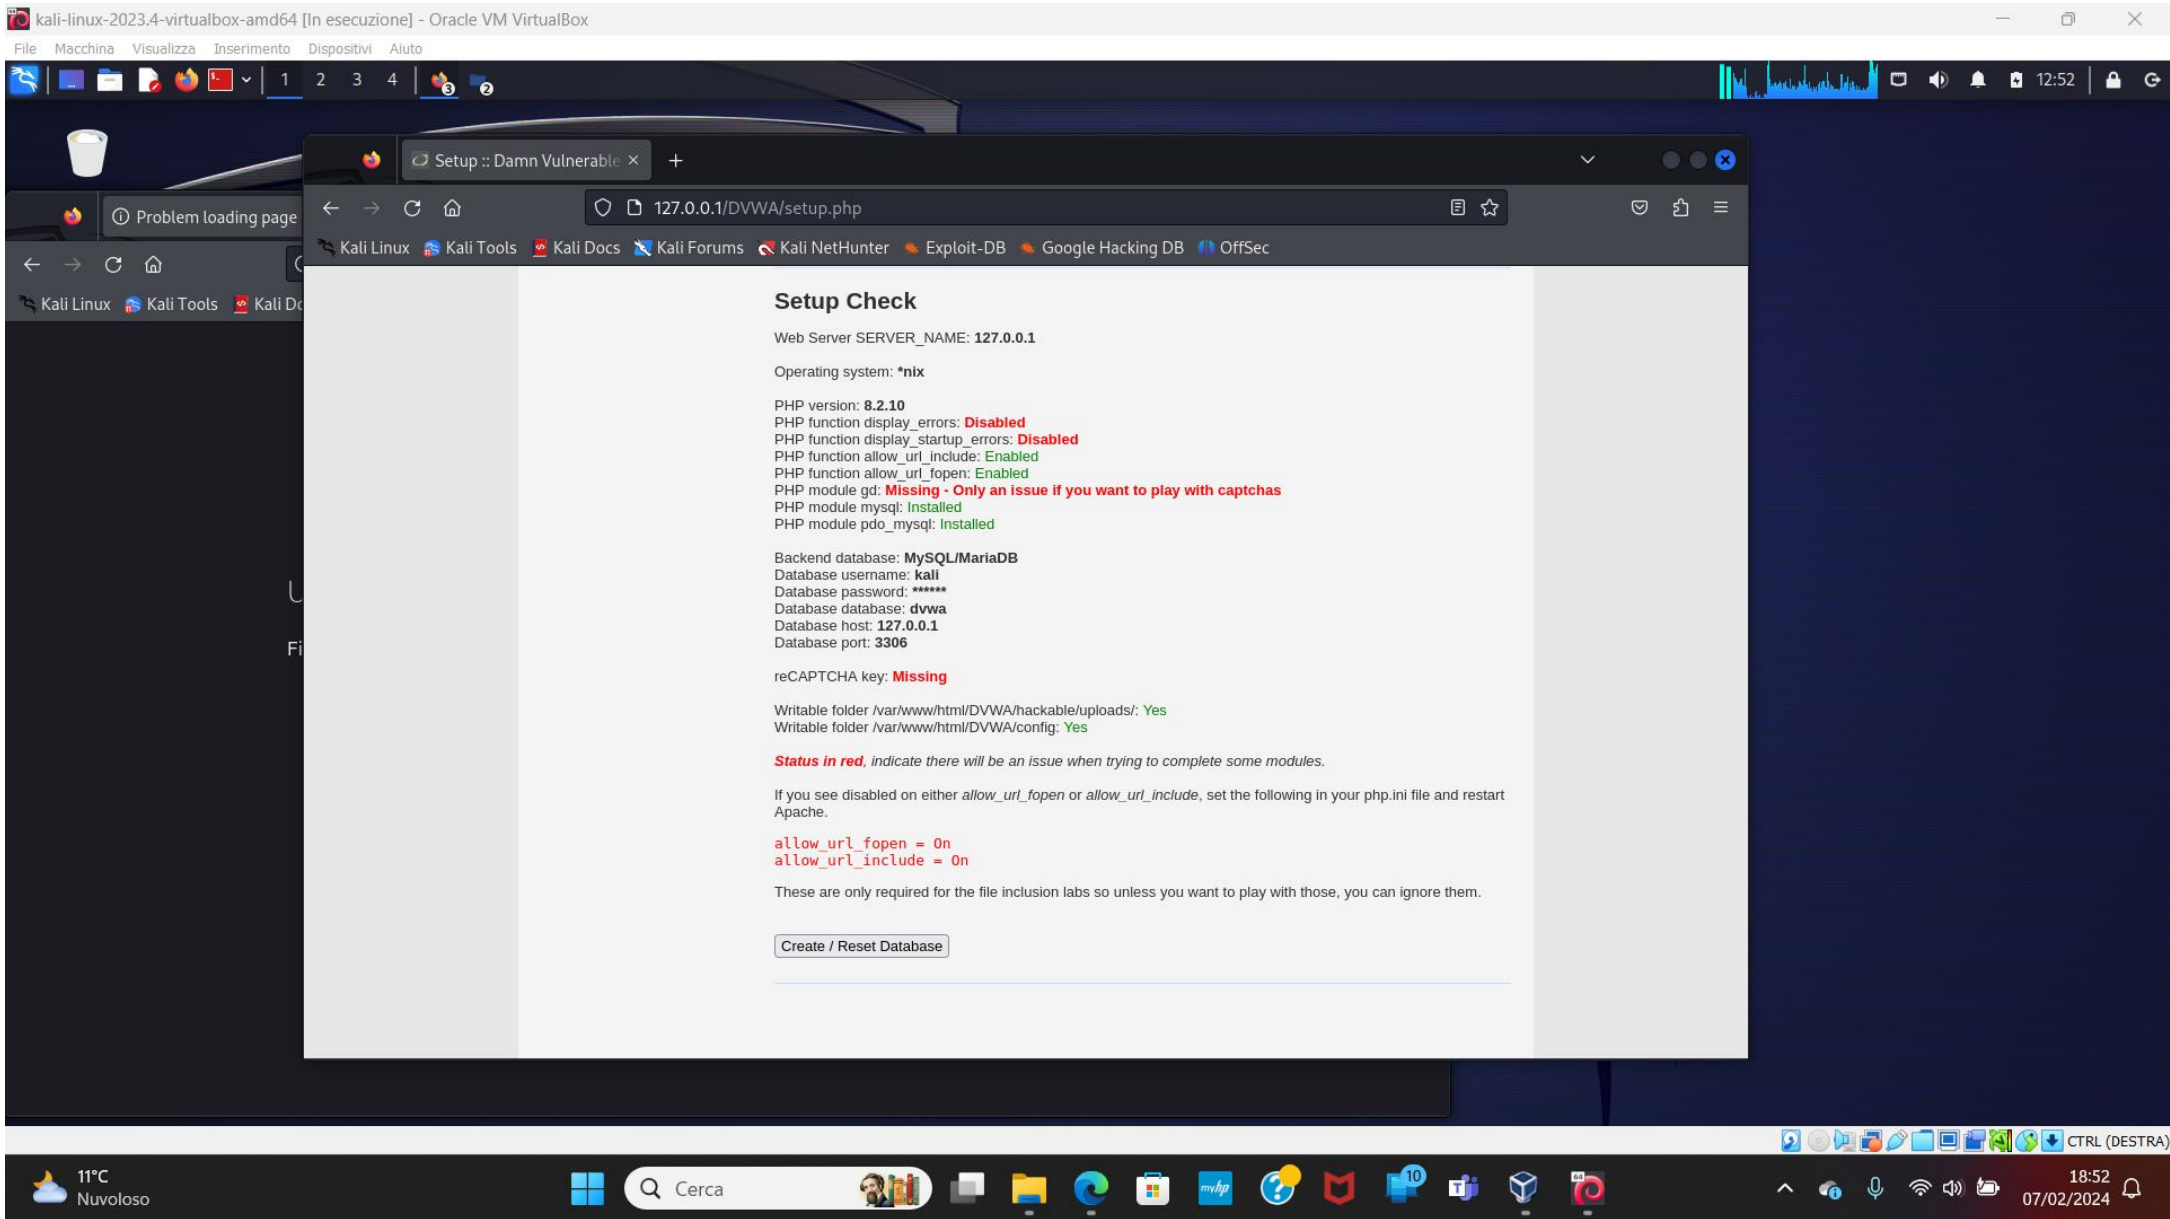 kali-linux-2023.4-virtualbox-amd64 [In esecuzione] - Oracle VM VirtualBox
File Macchina Visualizza Inserimento Dispositivi Aiuto
1 2 3 4 3 2 12:52
Setup :: Damn Vulnerable
Problem loading page
127.0.0.1/DVWA/setup.php
Kali Linux Kali Tools Kali Docs Kali Forums Kali NetHunter Exploit-DB Google Hacking DB OffSec
Kali Linux Kali Tools Kali Do
Setup Check
Web Server SERVER_NAME: 127.0.0.1
Operating system: *nix
PHP version: 8.2.10
PHP function display_errors: Disabled
PHP function display_startup_errors: Disabled
PHP function allow_url_include: Enabled
PHP function allow_url_fopen: Enabled
PHP module gd: Missing - Only an issue if you want to play with captchas
PHP module mysql: Installed
PHP module pdo_mysql: Installed
Backend database: MySQL/MariaDB
Database username: kali
Database password: ******
Database database: dvwa
Database host: 127.0.0.1
Database port: 3306
U
Fi
reCAPTCHA key: Missing
Writable folder /var/www/html/DVWA/hackable/uploads/: Yes
Writable folder /var/www/html/DVWA/config: Yes
Status in red, indicate there will be an issue when trying to complete some modules.
If you see disabled on either allow_url_fopen or allow_url_include, set the following in your php.ini file and restart
Apache.
allow_url_fopen = On
allow_url_include = On
These are only required for the file inclusion labs so unless you want to play with those, you can ignore them.
Create / Reset Database
CTRL (DESTRA)
11°C
Nuvoloso
Cerca
myhp
10
18:52
07/02/2024